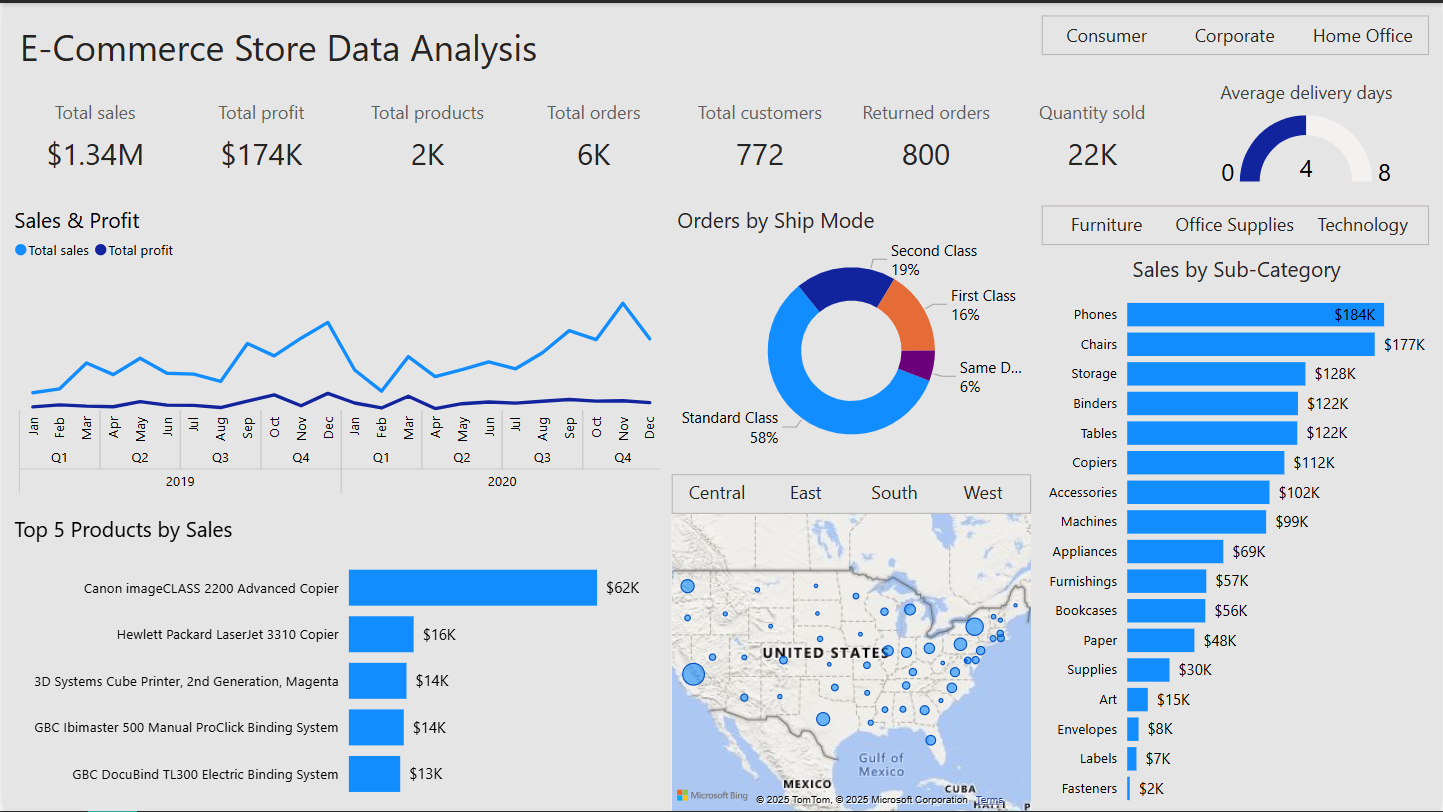 E-Commerce Store Data Analysis
Consumer Corporate Home Office
Total sales
$1.34M
Total profit
$174K
Total products
2K
Total orders
6K
Total customers
772
Returned orders
800
Quantity sold
22K
Average delivery days
0 4 8
Sales & Profit
Total sales Total profit
Jan Feb Mar Apr May Jun Jul Aug Sep Oct Nov Dec Jan Feb Mar Apr May Jun Jul Aug Sep Oct Nov Dec
Q1 Q2 Q3 Q4 Q1 Q2 Q3 Q4
2019 2020
Orders by Ship Mode
Second Class
19%
First Class
16%
Same D...
6%
Standard Class
58%
Furniture Office Supplies Technology
Sales by Sub-Category
Phones $184K
Chairs $177K
Storage $128K
Binders $122K
Tables $122K
Copiers $112K
Accessories $102K
Machines $99K
Appliances $69K
Furnishings $57K
Bookcases $56K
Paper $48K
Supplies $30K
Art $15K
Envelopes $8K
Labels $7K
Fasteners $2K
Top 5 Products by Sales
Canon imageCLASS 2200 Advanced Copier $62K
Hewlett Packard LaserJet 3310 Copier $16K
3D Systems Cube Printer, 2nd Generation, Magenta $14K
GBC Ibimaster 500 Manual ProClick Binding System $14K
GBC DocuBind TL300 Electric Binding System $13K
Central East South West
UNITED STATES
Gulf of
Mexico
MEXICO
CUBA
HAITI
Microsoft Bing
© 2025 TomTom, © 2025 Microsoft Corporation Terms